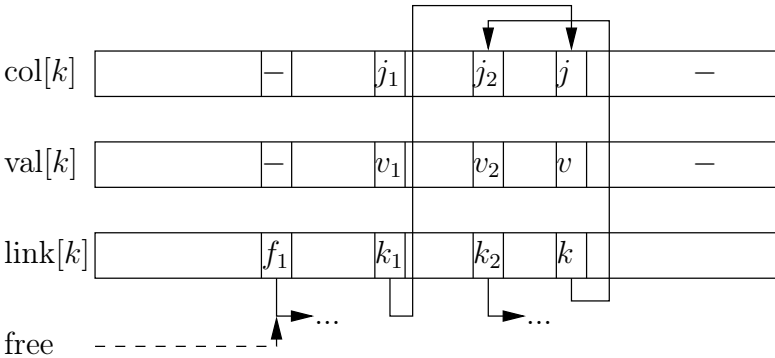 col[k] − j₁ j₂ j −
val[k] − v₁ v₂ v −
link[k] f₁ k₁ k₂ k
... ...
free